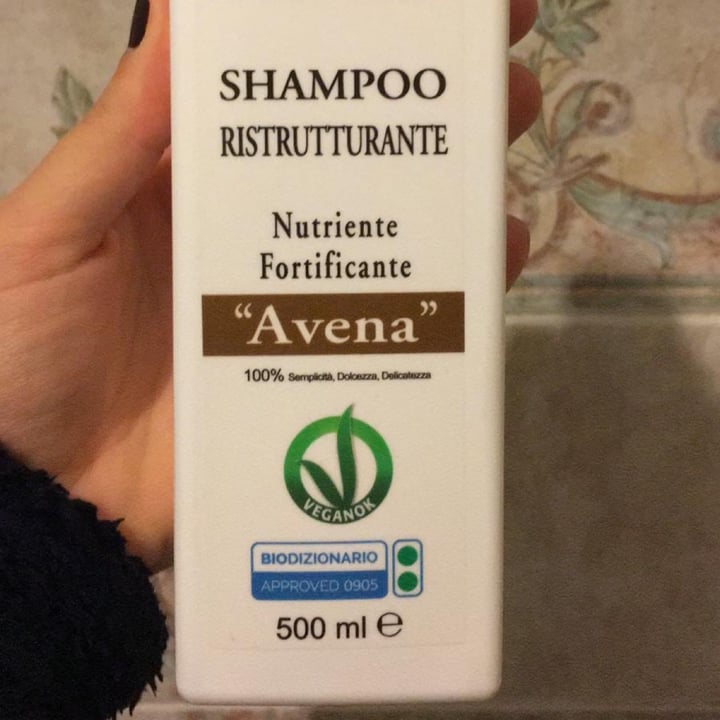 SHAMPOO
RISTRUTTURANTE
Nutriente
Fortificante
"Avena"
100% Semplicità, Dolcezza, Delicatezza
VEGANOK
BIODIZIONARIO
APPROVED 0905
500 ml ℮